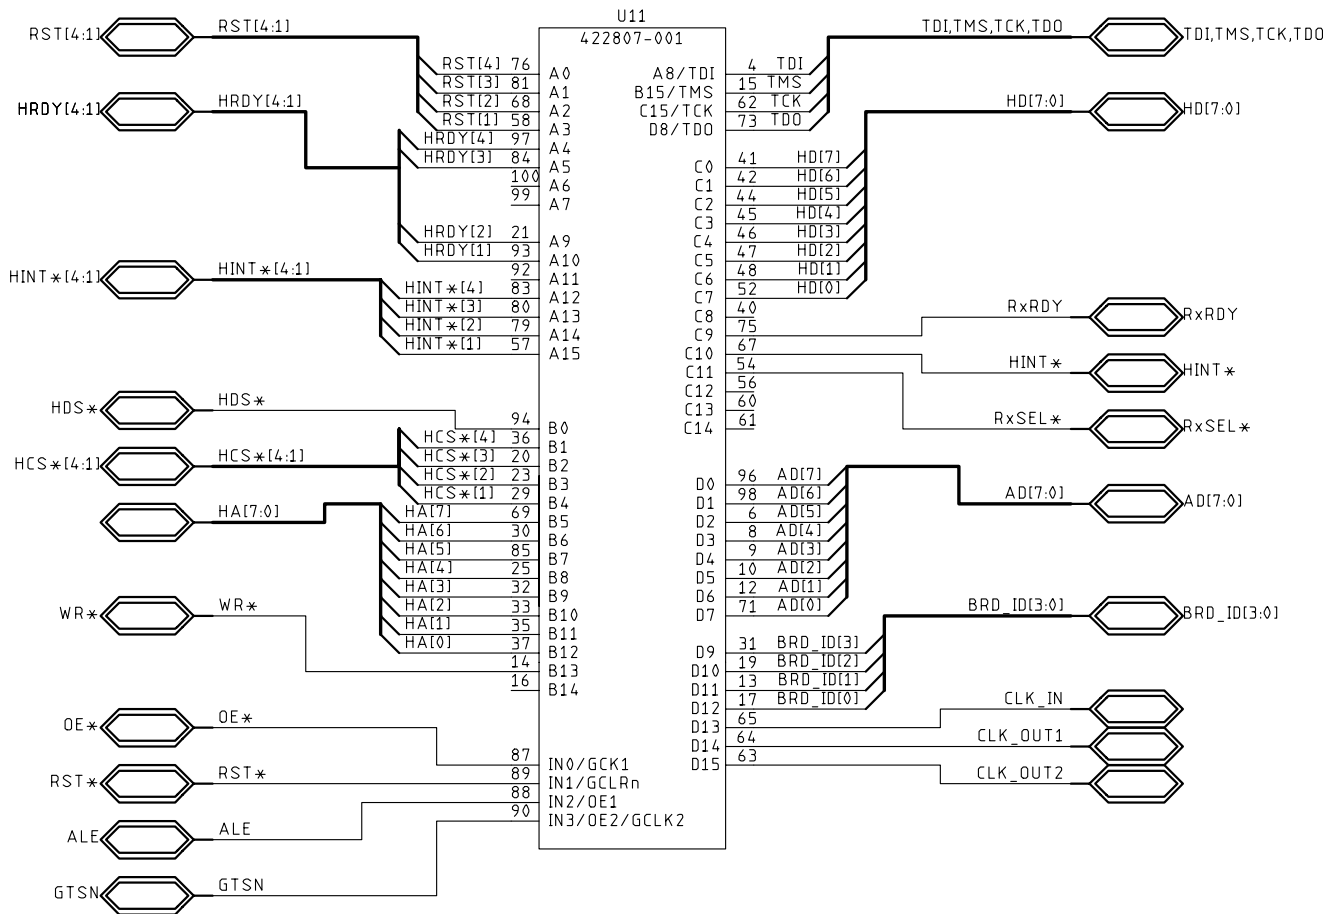 U11
422807-001
RST[4:1] RST[4:1]
RST[4] 76 A0
RST[3] 81 A1
RST[2] 68 A2
RST[1] 58 A3
HRDY[4:1] HRDY[4:1]
HRDY[4] 97 A4
HRDY[3] 84 A5
100 A6
99 A7
HRDY[2] 21 A9
HRDY[1] 93 A10
92 A11
HINT*[4:1] HINT*[4:1]
HINT*[4] 83 A12
HINT*[3] 80 A13
HINT*[2] 79 A14
HINT*[1] 57 A15
HDS* HDS*
94 B0
HCS*[4:1] HCS*[4:1]
HCS*[4] 36 B1
HCS*[3] 20 B2
HCS*[2] 23 B3
HCS*[1] 29 B4
HA[7:0]
HA[7] 69 B5
HA[6] 30 B6
HA[5] 85 B7
HA[4] 25 B8
HA[3] 32 B9
HA[2] 33 B10
HA[1] 35 B11
HA[0] 37 B12
WR* WR*
14 B13
16 B14
OE* OE*
87 IN0/GCK1
RST* RST*
89 IN1/GCLRn
88 IN2/OE1
90 IN3/OE2/GCLK2
ALE ALE
GTSN GTSN
A8/TDI 4 TDI
B15/TMS 15 TMS
C15/TCK 62 TCK
D8/TDO 73 TDO
TDI,TMS,TCK,TDO TDI,TMS,TCK,TDO
C0 41 HD[7]
C1 42 HD[6]
C2 44 HD[5]
C3 45 HD[4]
C4 46 HD[3]
C5 47 HD[2]
C6 48 HD[1]
C7 52 HD[0]
HD[7:0] HD[7:0]
C8 40
C9 75
RxRDY RxRDY
C10 67
HINT* HINT*
C11 54
RxSEL* RxSEL*
C12 56
C13 60
C14 61
D0 96 AD[7]
D1 98 AD[6]
D2 6 AD[5]
D3 8 AD[4]
D4 9 AD[3]
D5 10 AD[2]
D6 12 AD[1]
D7 71 AD[0]
AD[7:0] AD[7:0]
D9 31 BRD_ID[3]
D10 19 BRD_ID[2]
D11 13 BRD_ID[1]
D12 17 BRD_ID[0]
BRD_ID[3:0] BRD_ID[3:0]
D13 65
CLK_IN
D14 64
CLK_OUT1
D15 63
CLK_OUT2